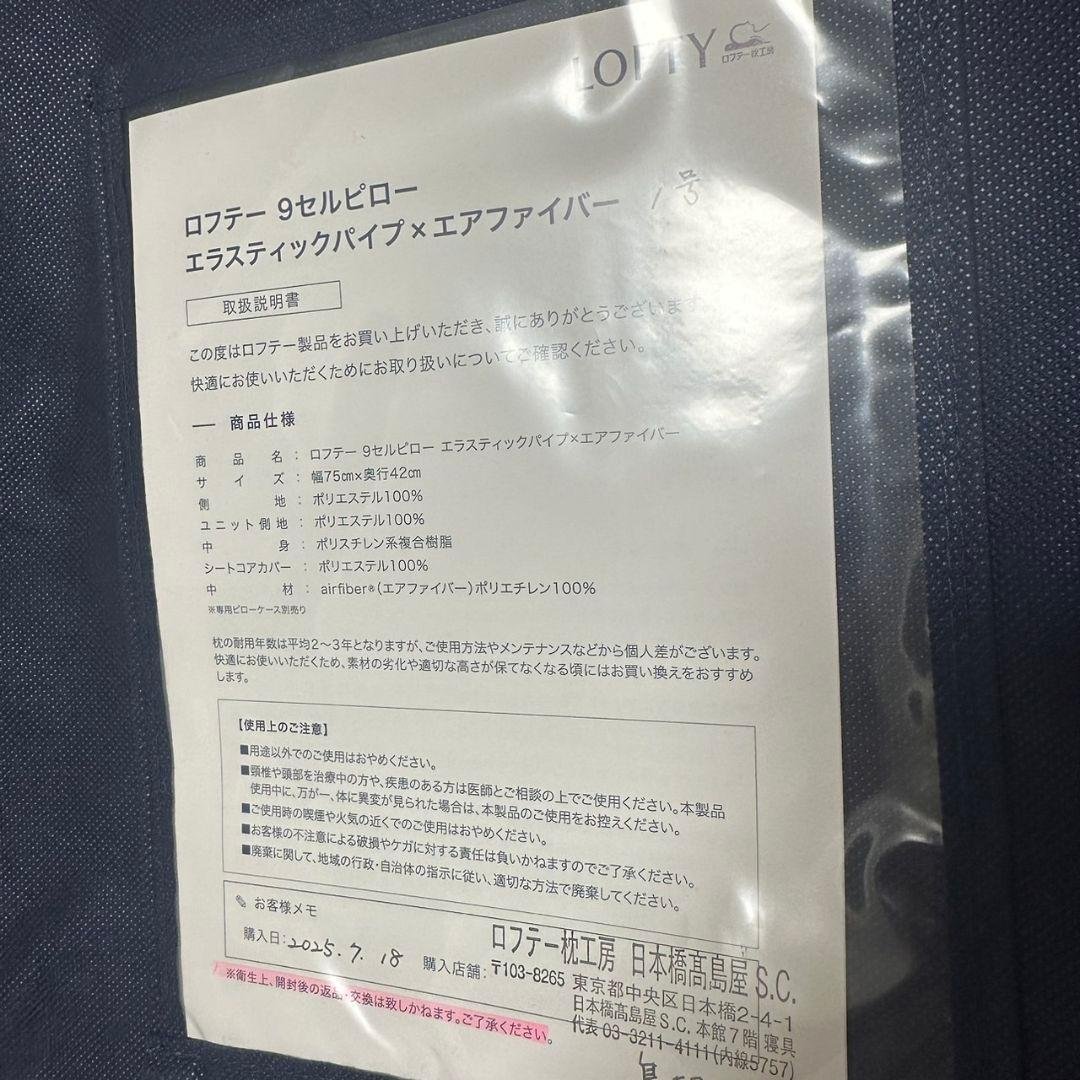 LOFTY
ロフテー枕工房
ロフテー 9セルピロー
エラスティックパイプ×エアファイバー 1号
取扱説明書
この度はロフテー製品をお買い上げいただき、誠にありがとうございます
快適にお使いいただくためにお取り扱いについてご確認ください。
― 商品仕様
商品名：ロフテー 9セルピロー エラスティックパイプ×エアファイバー
サイズ：幅75㎝×奥行42㎝
側地：ポリエステル100%
ユニット側地：ポリエステル100%
中身：ポリスチレン系複合樹脂
シートコアカバー：ポリエステル100%
中材：airfiber®(エアファイバー)ポリエチレン100%
※専用ピローケース別売り
枕の耐用年数は平均2～3年となりますが、ご使用方法やメンテナンスなどから個人差がございます。
快適にお使いいただくため、素材の劣化や適切な高さが保てなくなる頃にはお買い換えをおすすめ
します。
【使用上のご注意】
■用途以外でのご使用はおやめください。
■頸椎や頭部を治療中の方や、疾患のある方は医師とご相談の上でご使用ください。本製品
使用中に、万が一、体に異変が見られた場合は、本製品のご使用をお控えください。
■ご使用時の喫煙や火気の近くでのご使用はおやめください。
■お客様の不注意による破損やケガに対する責任は負いかねますのでご了承ください。
■廃棄に関して、地域の行政・自治体の指示に従い、適切な方法で廃棄してください。
✎ お客様メモ
購入日：2025.7.18 購入店舗：
ロフテー枕工房 日本橋髙島屋S.C.
〒103-8265 東京都中央区日本橋2-4-1
日本橋髙島屋S.C.本館7階 寝具
代表 03-3211-4111(内線5757)
※衛生上、開封後の返品・交換は致しかねます。ご了承ください。